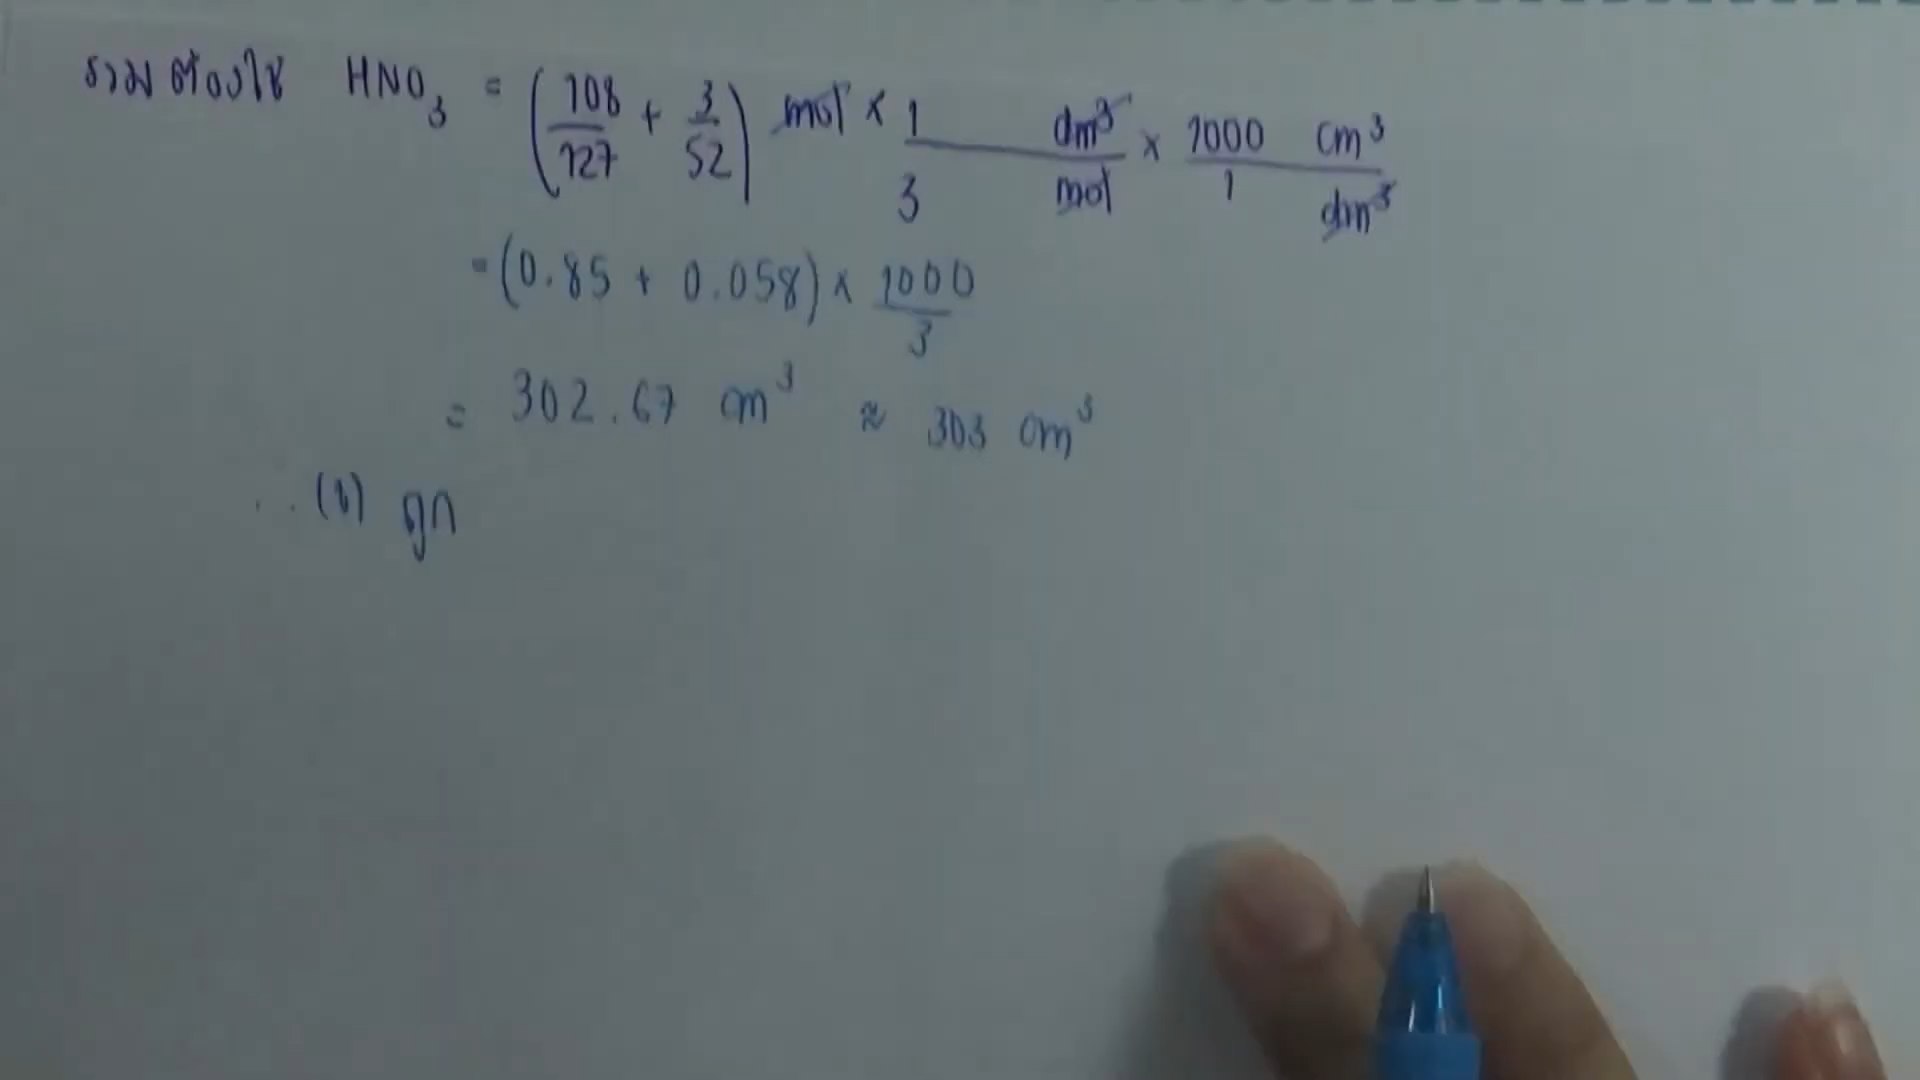 รวมต้องใช้ HNO₃ = (108/127 + 3/52) mol × 1/3 dm³/mol × 1000/1 cm³/dm³
= (0.85 + 0.058) × 1000/3
= 302.67 cm³ ≈ 303 cm³
∴ (ข) ถูก